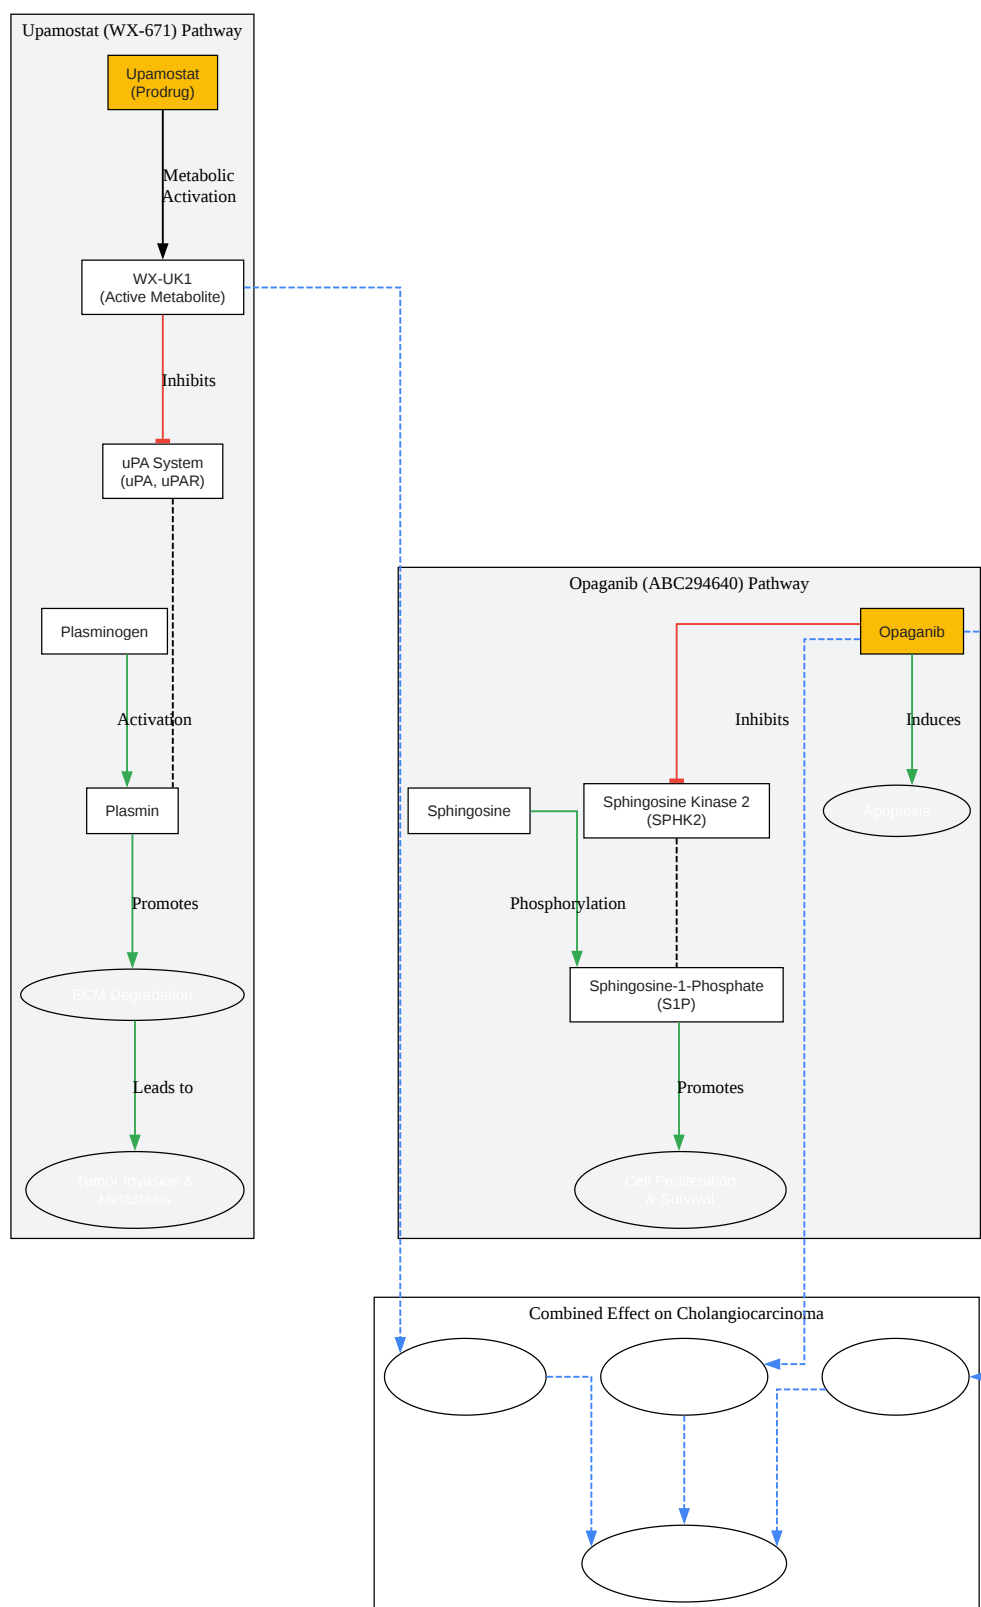 Upamostat (WX-671) Pathway
Upamostat
(Prodrug)
Metabolic
Activation
WX-UK1
(Active Metabolite)
Inhibits
uPA System
(uPA, uPAR)
Plasminogen
Activation
Plasmin
Promotes
ECM Degradation
Leads to
Tumor Invasion &
Metastasis
Opaganib (ABC294640) Pathway
Opaganib
Inhibits
Induces
Sphingosine
Sphingosine Kinase 2
(SPHK2)
Apoptosis
Phosphorylation
Sphingosine-1-Phosphate
(S1P)
Promotes
Cell Proliferation
& Survival
Combined Effect on Cholangiocarcinoma